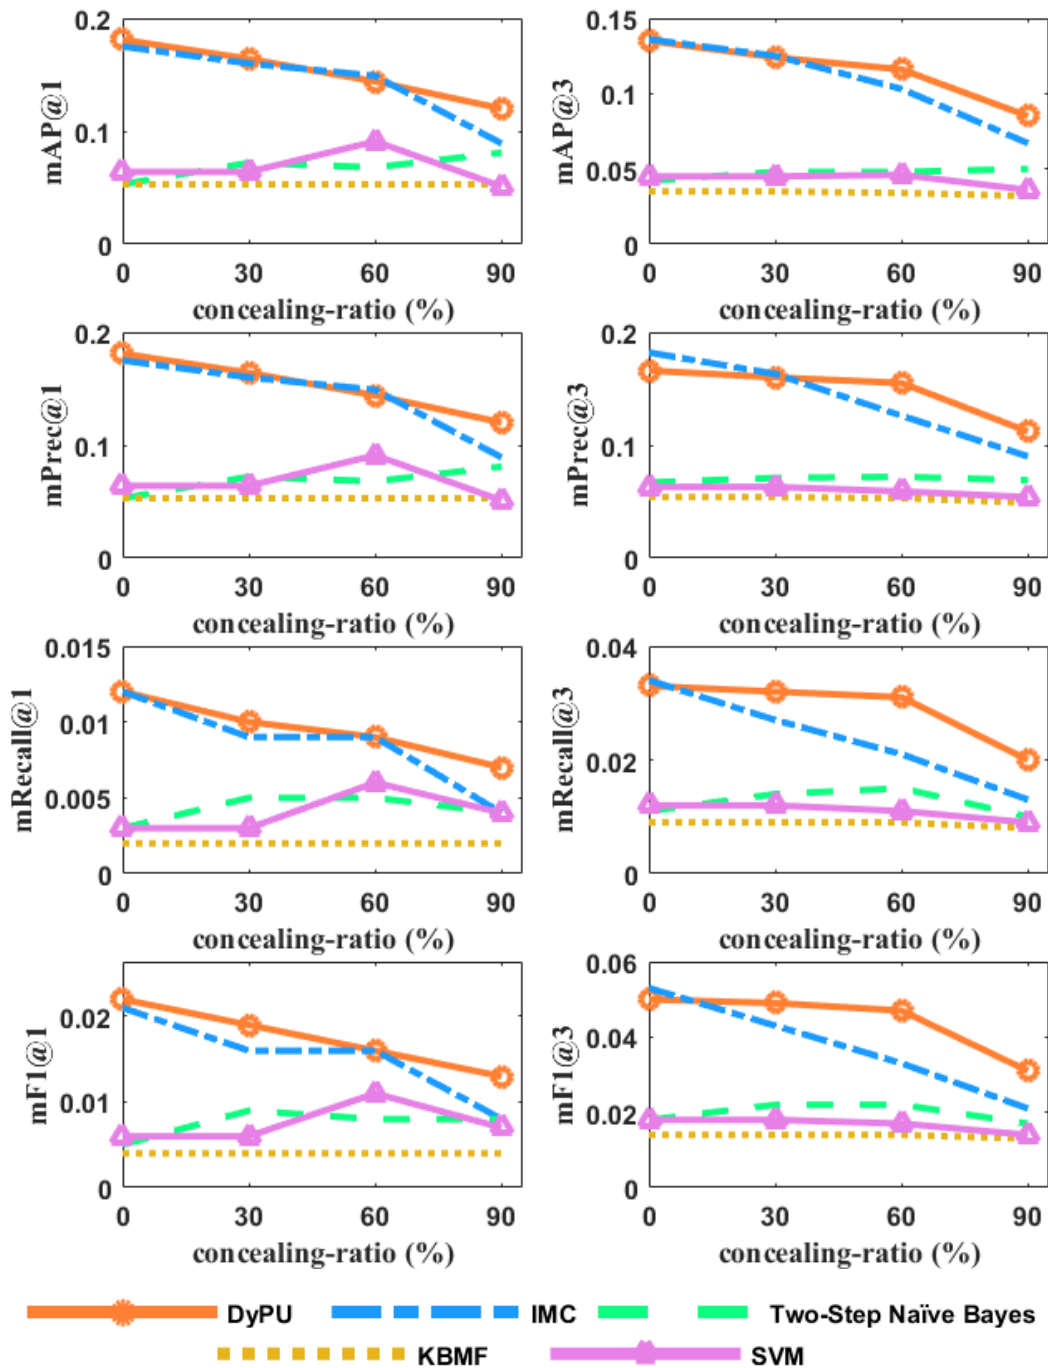 0.2
0.1
0
mAP@1
0 30 60 90
concealing-ratio (%)
0.15
0.1
0.05
0
mAP@3
0 30 60 90
concealing-ratio (%)
0.2
0.1
0
mPrec@1
0 30 60 90
concealing-ratio (%)
0.2
0.1
0
mPrec@3
0 30 60 90
concealing-ratio (%)
0.015
0.01
0.005
0
mRecall@1
0 30 60 90
concealing-ratio (%)
0.04
0.02
0
mRecall@3
0 30 60 90
concealing-ratio (%)
0.02
0.01
0
mF1@1
0 30 60 90
concealing-ratio (%)
0.06
0.04
0.02
0
mF1@3
0 30 60 90
concealing-ratio (%)
DyPU IMC Two-Step Naïve Bayes
KBMF SVM